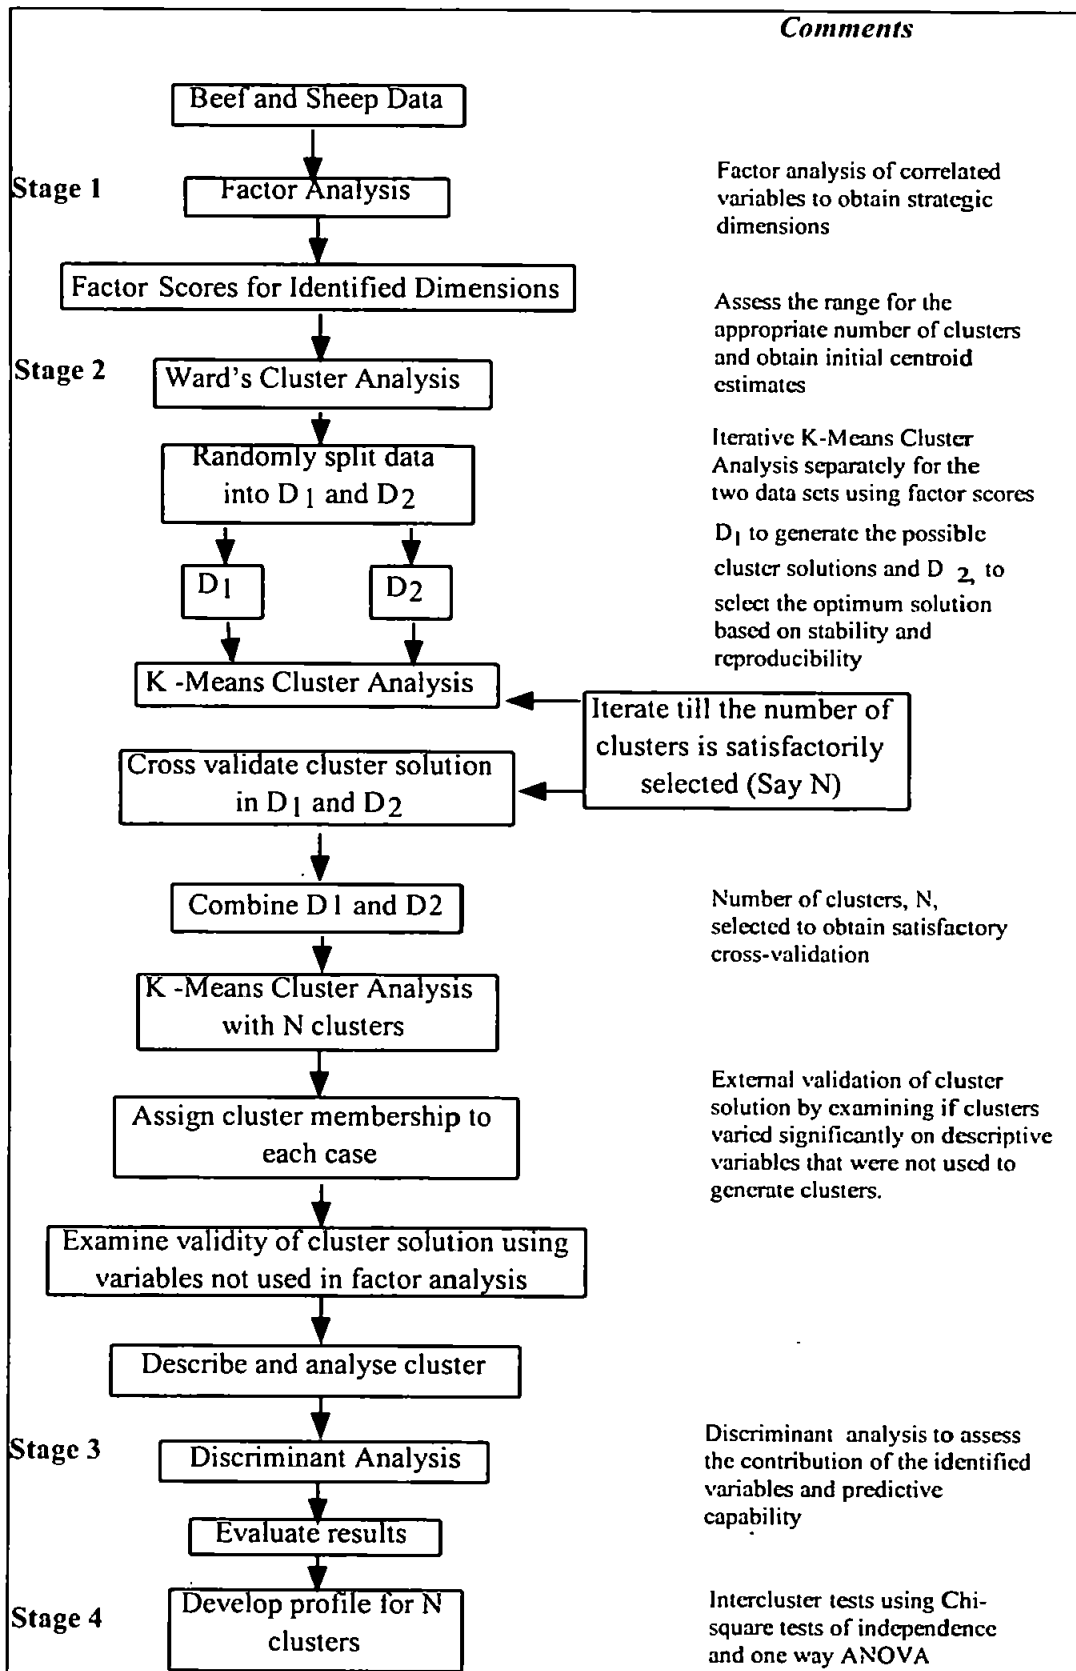 Comments
Beef and Sheep Data
Stage 1
Factor Analysis
Factor analysis of correlated
variables to obtain strategic
dimensions
Factor Scores for Identified Dimensions
Assess the range for the
appropriate number of clusters
and obtain initial centroid
estimates
Stage 2
Ward's Cluster Analysis
Randomly split data
into D1 and D2
Iterative K-Means Cluster
Analysis separately for the
two data sets using factor scores
D1 to generate the possible
cluster solutions and D 2, to
select the optimum solution
based on stability and
reproducibility
D1
D2
K -Means Cluster Analysis
Iterate till the number of
clusters is satisfactorily
selected (Say N)
Cross validate cluster solution
in D1 and D2
Combine D1 and D2
Number of clusters, N,
selected to obtain satisfactory
cross-validation
K -Means Cluster Analysis
with N clusters
Assign cluster membership to
each case
External validation of cluster
solution by examining if clusters
varied significantly on descriptive
variables that were not used to
generate clusters.
Examine validity of cluster solution using
variables not used in factor analysis
Describe and analyse cluster
Stage 3
Discriminant Analysis
Discriminant analysis to assess
the contribution of the identified
variables and predictive
capability
Evaluate results
Stage 4
Develop profile for N
clusters
Intercluster tests using Chi-
square tests of independence
and one way ANOVA